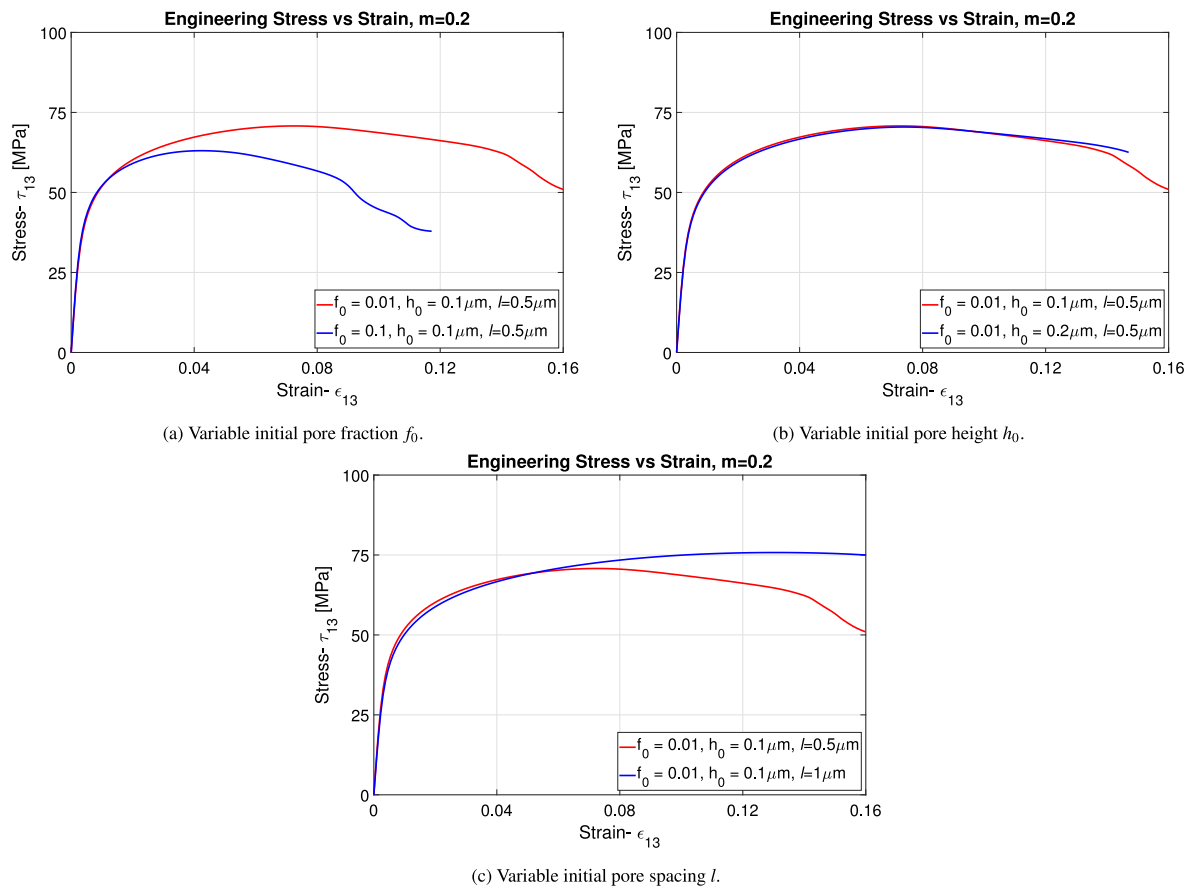 Engineering Stress vs Strain, m=0.2
100
75
50
25
0
Stress- τ₁₃ [MPa]
f₀ = 0.01, h₀ = 0.1μm, l=0.5μm
f₀ = 0.1, h₀ = 0.1μm, l=0.5μm
0 0.04 0.08 0.12 0.16
Strain- ϵ₁₃
(a) Variable initial pore fraction f₀.
Engineering Stress vs Strain, m=0.2
100
75
50
25
0
Stress- τ₁₃ [MPa]
f₀ = 0.01, h₀ = 0.1μm, l=0.5μm
f₀ = 0.01, h₀ = 0.2μm, l=0.5μm
0 0.04 0.08 0.12 0.16
Strain- ϵ₁₃
(b) Variable initial pore height h₀.
Engineering Stress vs Strain, m=0.2
100
75
50
25
0
Stress- τ₁₃ [MPa]
f₀ = 0.01, h₀ = 0.1μm, l=0.5μm
f₀ = 0.01, h₀ = 0.1μm, l=1μm
0 0.04 0.08 0.12 0.16
Strain- ϵ₁₃
(c) Variable initial pore spacing l.